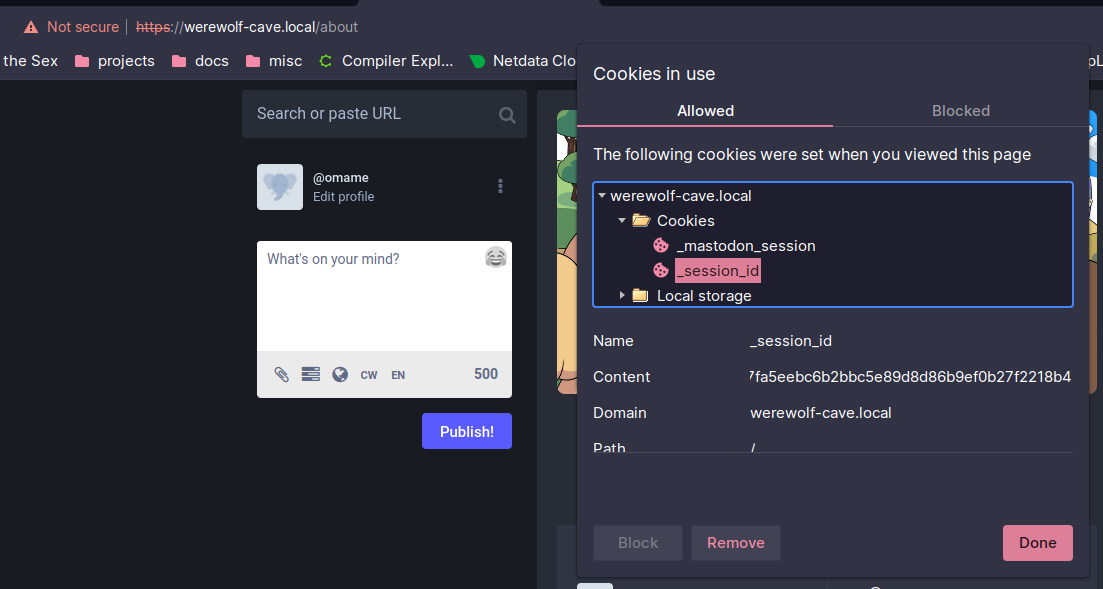 Not secure https://werewolf-cave.local/about
the Sex projects docs misc Compiler Expl... Netdata Clo
Search or paste URL
@omame
Edit profile
What's on your mind?
CW EN 500
Publish!
Cookies in use
Allowed Blocked
The following cookies were set when you viewed this page
werewolf-cave.local
Cookies
_mastodon_session
_session_id
Local storage
Name _session_id
Content 7fa5eebc6b2bbc5e89d8d86b9ef0b27f2218b4
Domain werewolf-cave.local
Path /
Block Remove Done